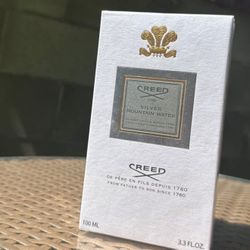 CREED
SILVER
MOUNTAIN WATER
CREED
DE PÈRE EN FILS DEPUIS 1760
FROM FATHER TO SON SINCE 1760
100 ML
3.3 FL.OZ.